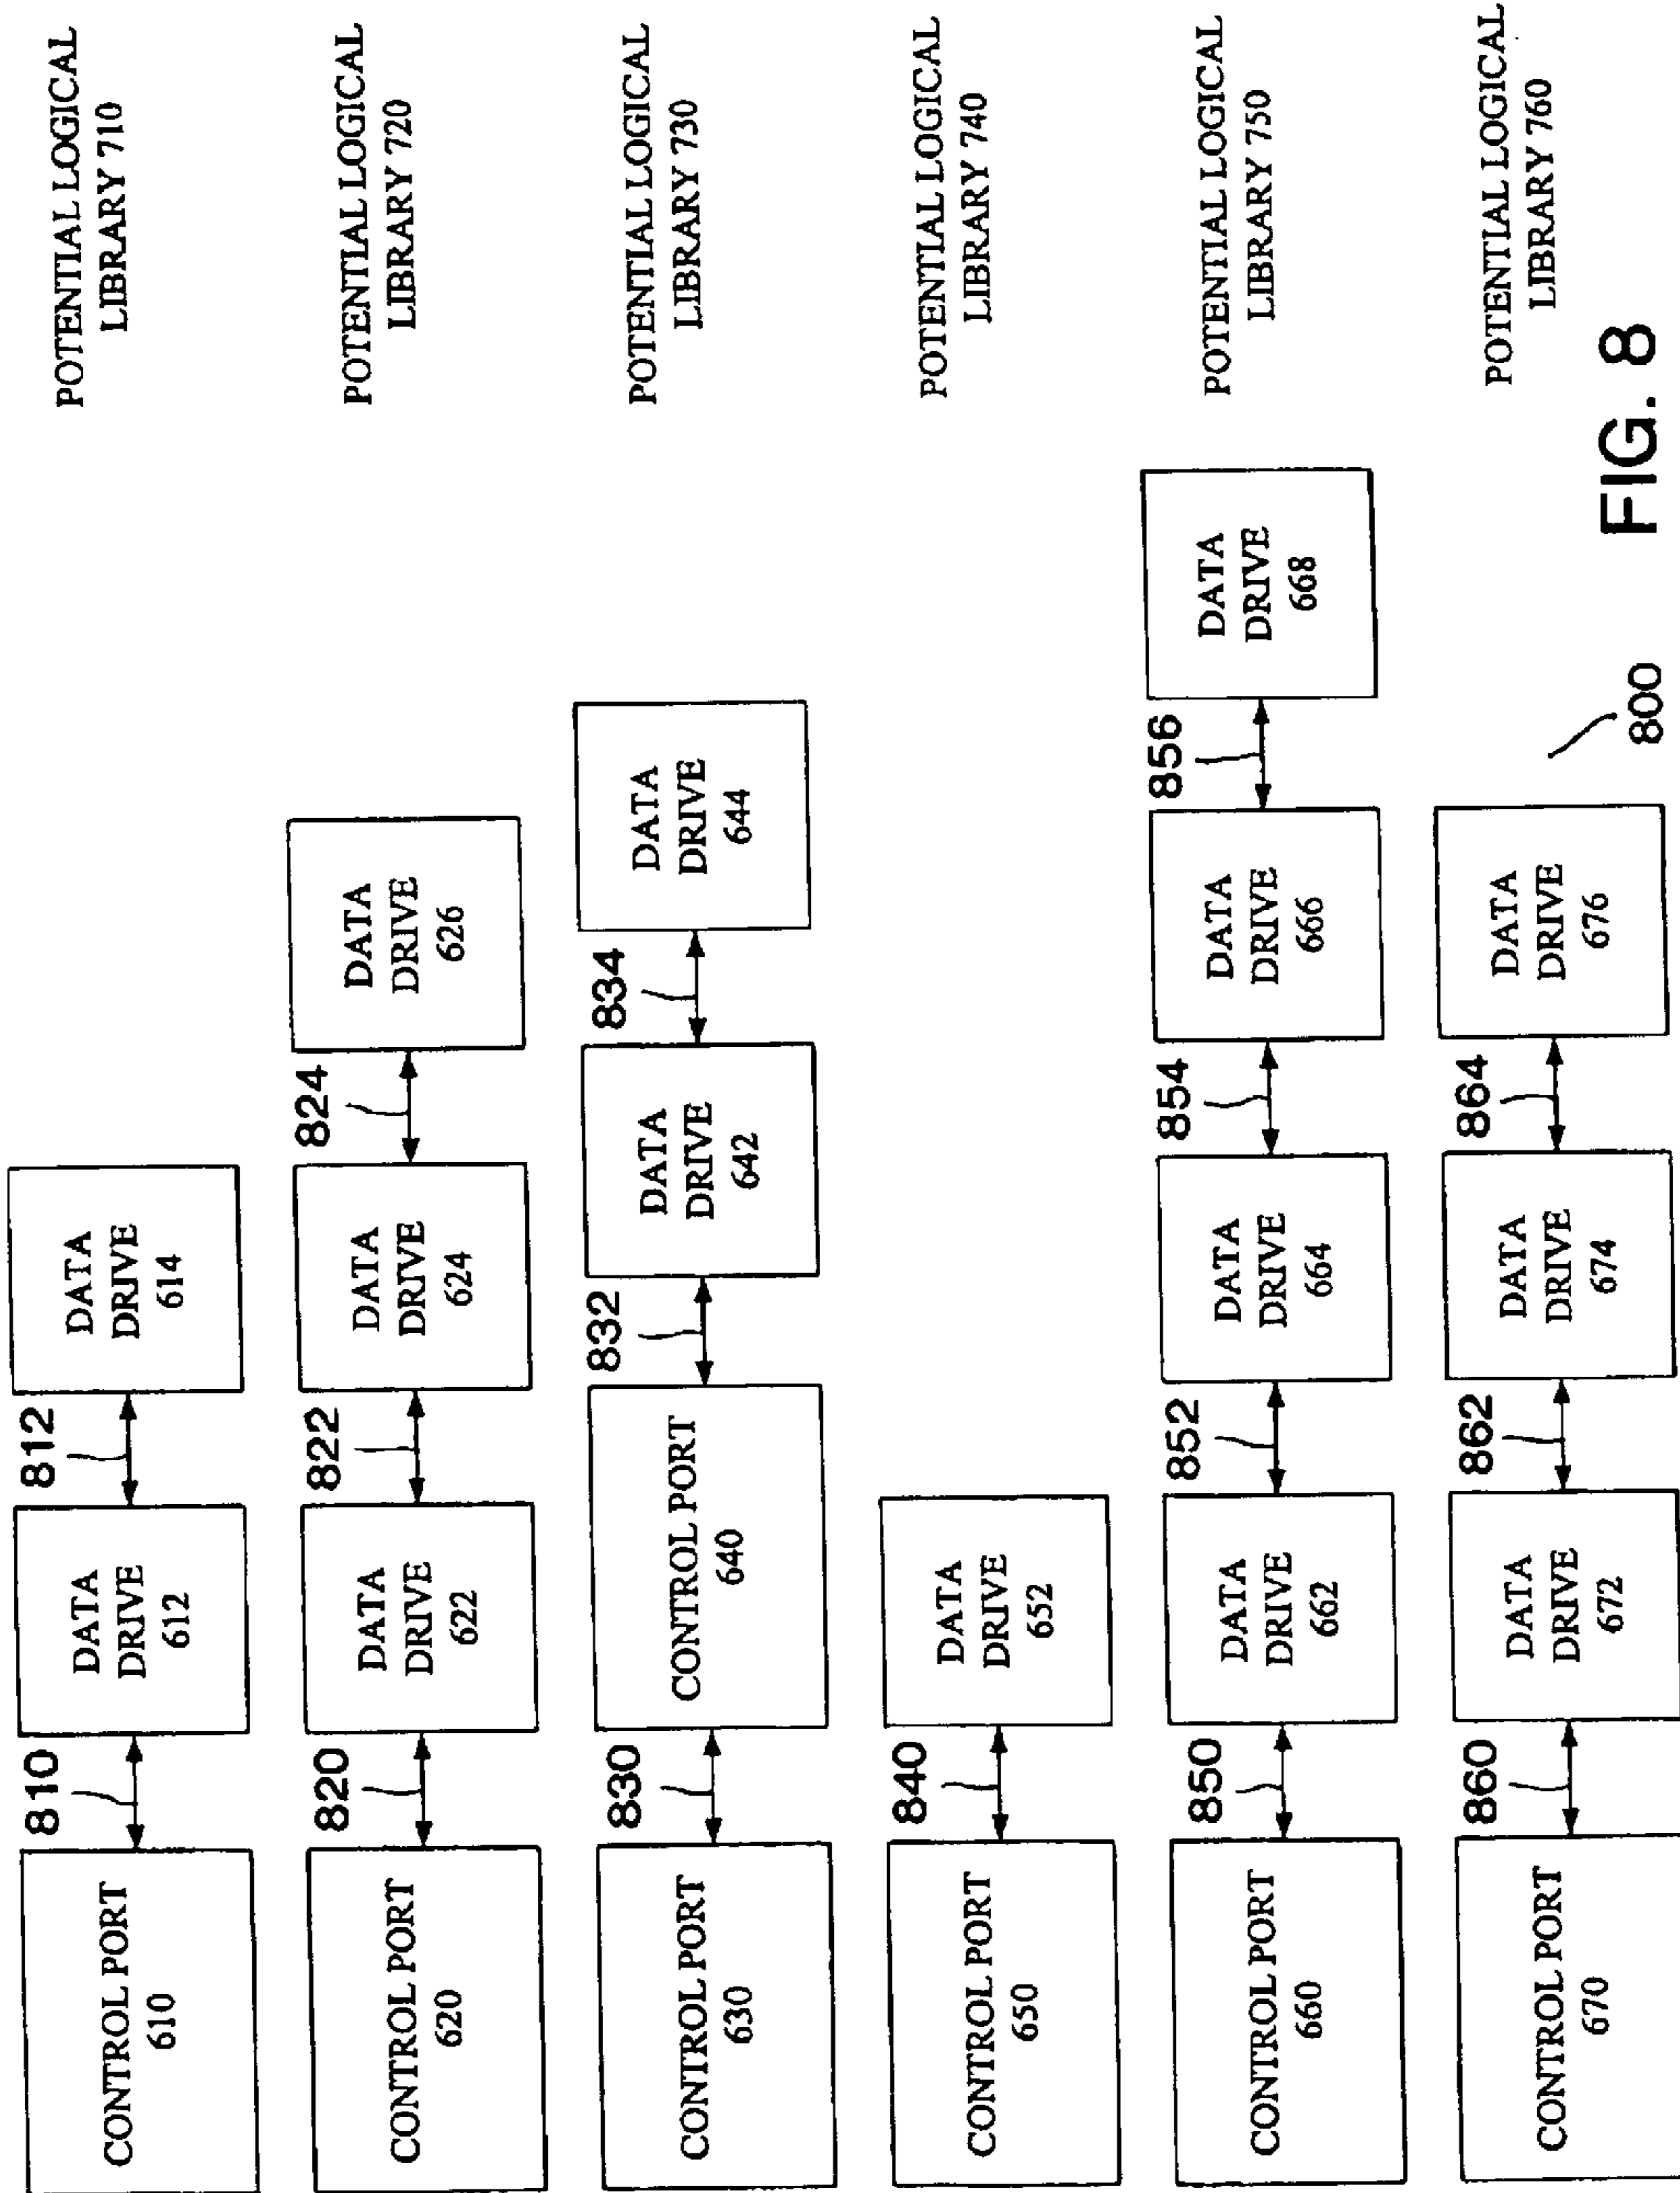 CONTROL PORT
610
810
DATA
DRIVE
612
812
DATA
DRIVE
614
POTENTIAL LOGICAL
LIBRARY 710
CONTROL PORT
620
820
DATA
DRIVE
622
822
DATA
DRIVE
624
824
DATA
DRIVE
626
POTENTIAL LOGICAL
LIBRARY 720
CONTROL PORT
630
830
CONTROL PORT
640
832
DATA
DRIVE
642
834
DATA
DRIVE
644
POTENTIAL LOGICAL
LIBRARY 730
CONTROL PORT
650
840
DATA
DRIVE
652
POTENTIAL LOGICAL
LIBRARY 740
CONTROL PORT
660
850
DATA
DRIVE
662
852
DATA
DRIVE
664
854
DATA
DRIVE
666
856
DATA
DRIVE
668
POTENTIAL LOGICAL
LIBRARY 750
CONTROL PORT
670
860
DATA
DRIVE
672
862
DATA
DRIVE
674
864
DATA
DRIVE
676
POTENTIAL LOGICAL
LIBRARY 760
800
FIG. 8